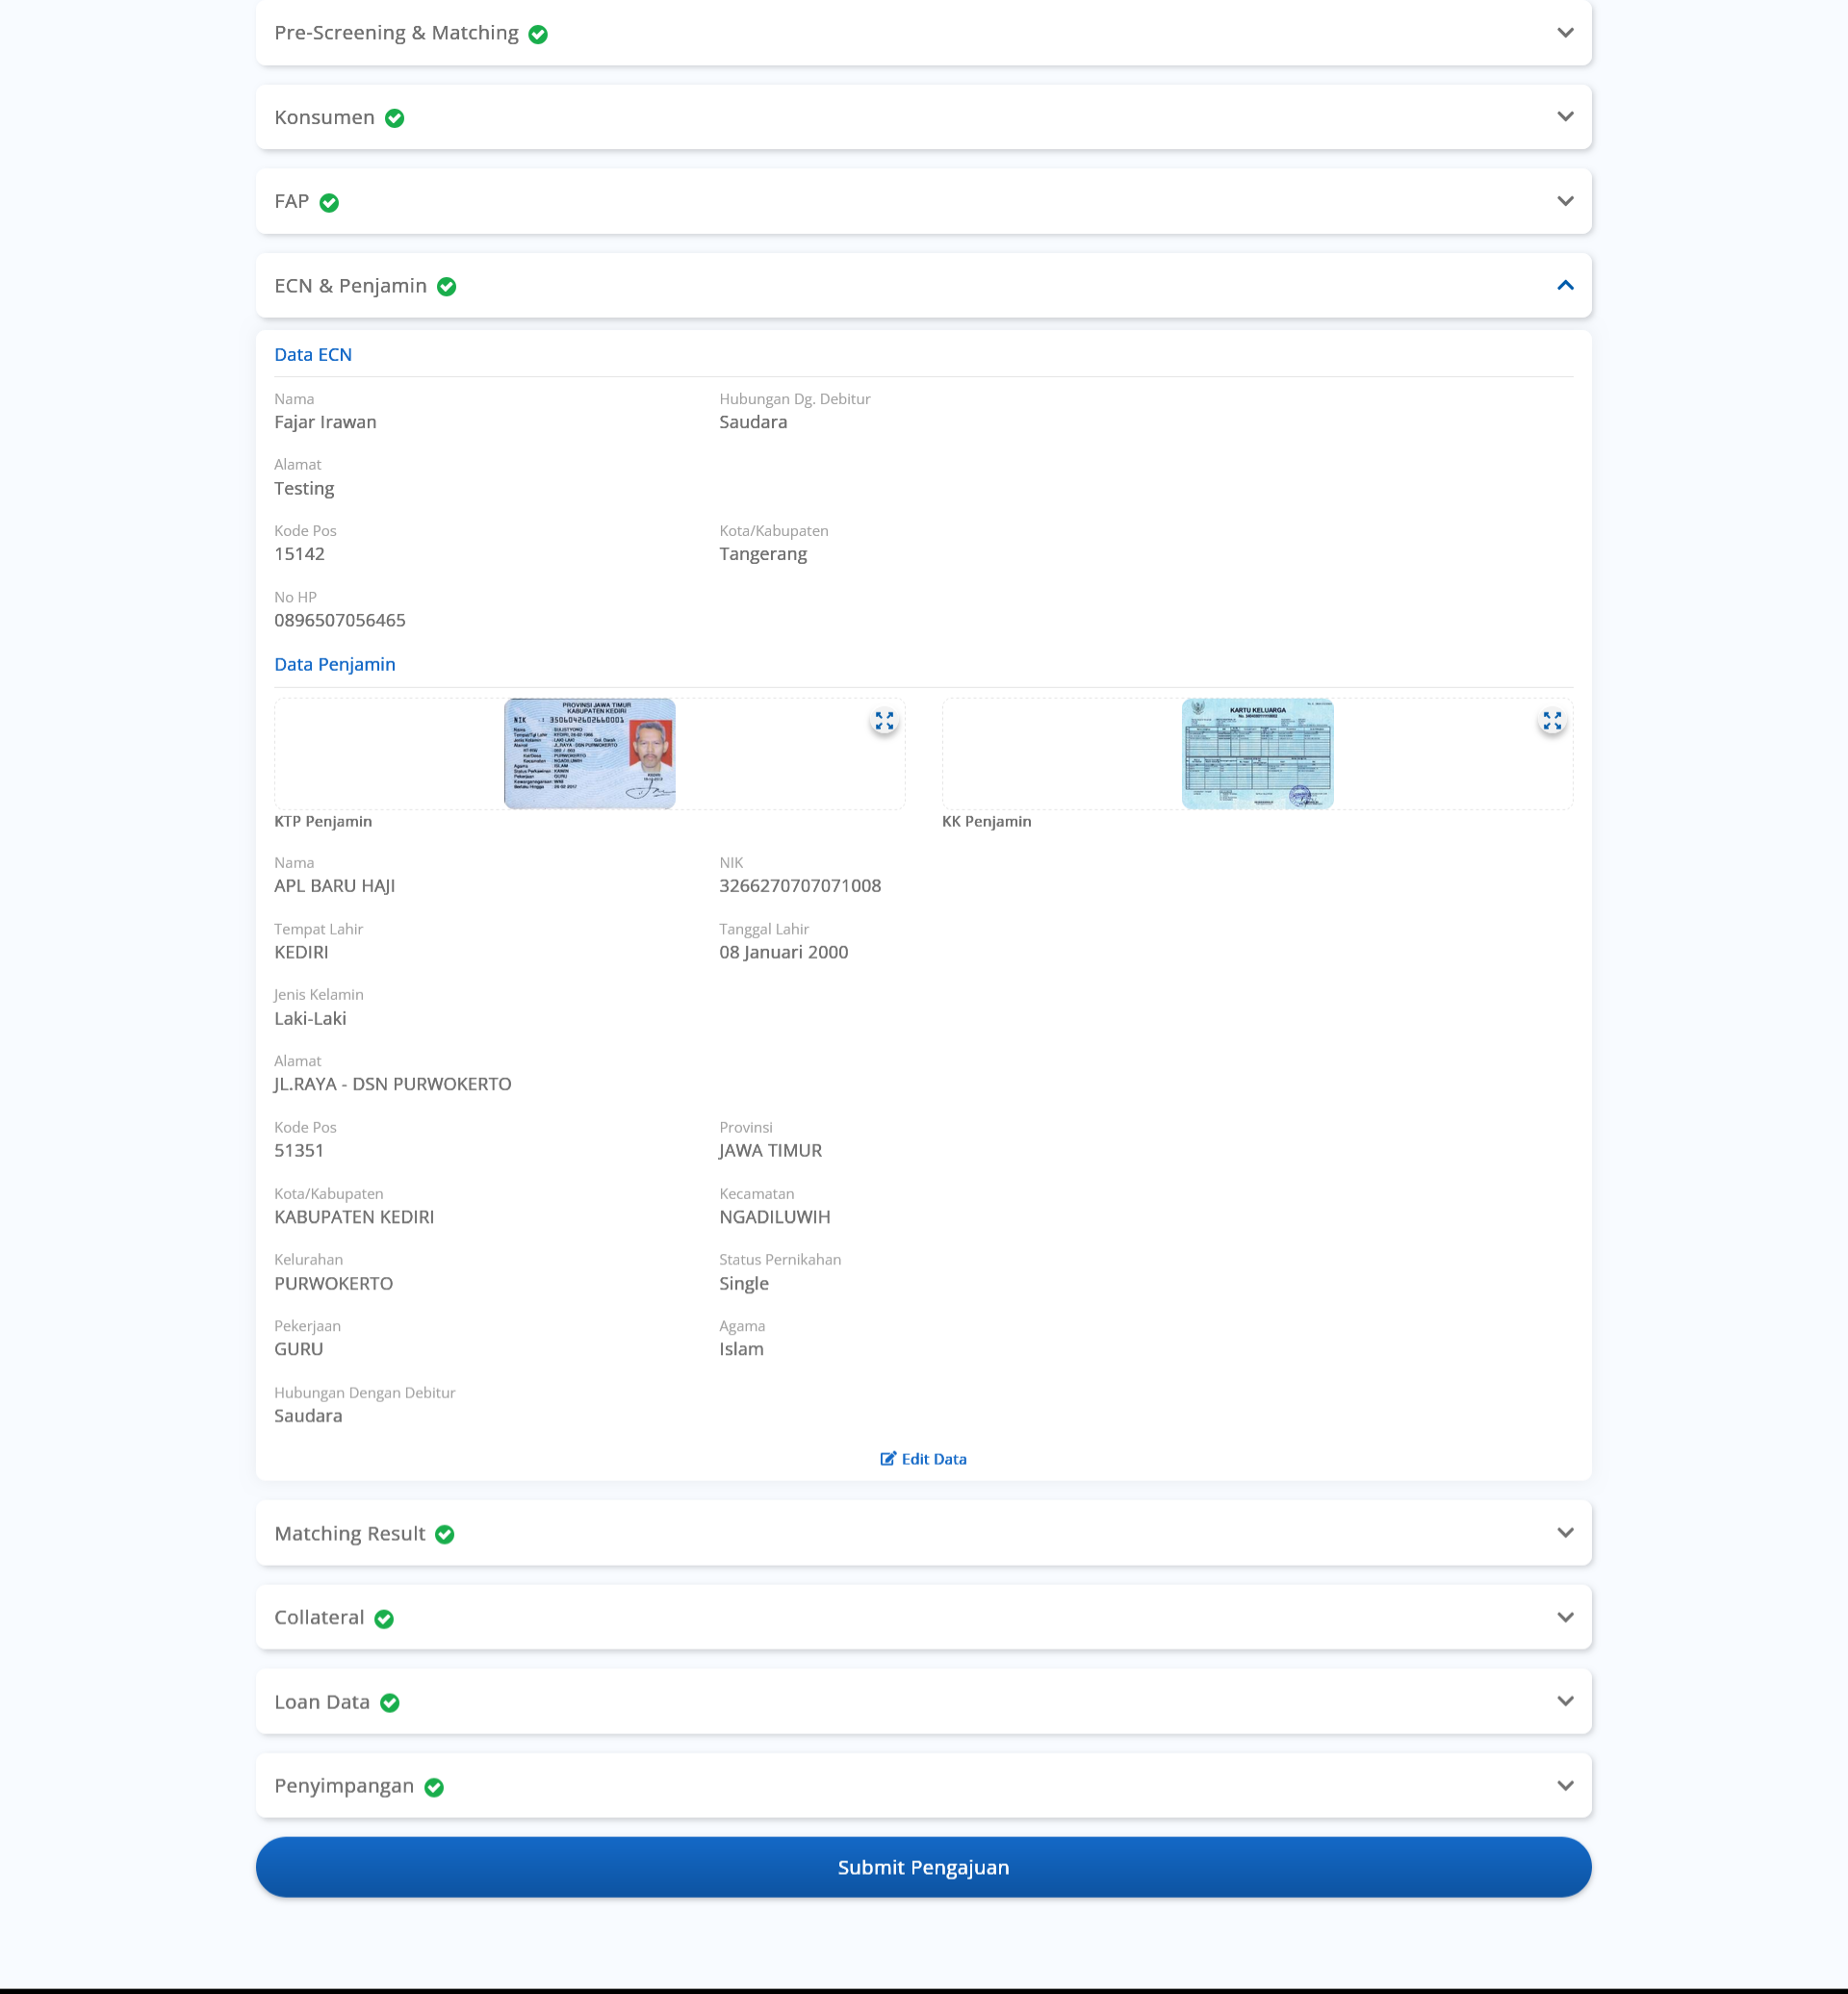 Pre-Screening & Matching
Konsumen
FAP
ECN & Penjamin
Data ECN
Nama
Hubungan Dg. Debitur
Fajar Irawan
Saudara
Alamat
Testing
Kode Pos
Kota/Kabupaten
15142
Tangerang
No HP
0896507056465
Data Penjamin
PROVINSI JAWA TIMUR
KABUPATEN KEDIRI
NIK : 3506042602660001
KARTU KELUARGA
KTP Penjamin
KK Penjamin
Nama
NIK
APL BARU HAJI
3266270707071008
Tempat Lahir
Tanggal Lahir
KEDIRI
08 Januari 2000
Jenis Kelamin
Laki-Laki
Alamat
JL.RAYA - DSN PURWOKERTO
Kode Pos
Provinsi
51351
JAWA TIMUR
Kota/Kabupaten
Kecamatan
KABUPATEN KEDIRI
NGADILUWIH
Kelurahan
Status Pernikahan
PURWOKERTO
Single
Pekerjaan
Agama
GURU
Islam
Hubungan Dengan Debitur
Saudara
Edit Data
Matching Result
Collateral
Loan Data
Penyimpangan
Submit Pengajuan